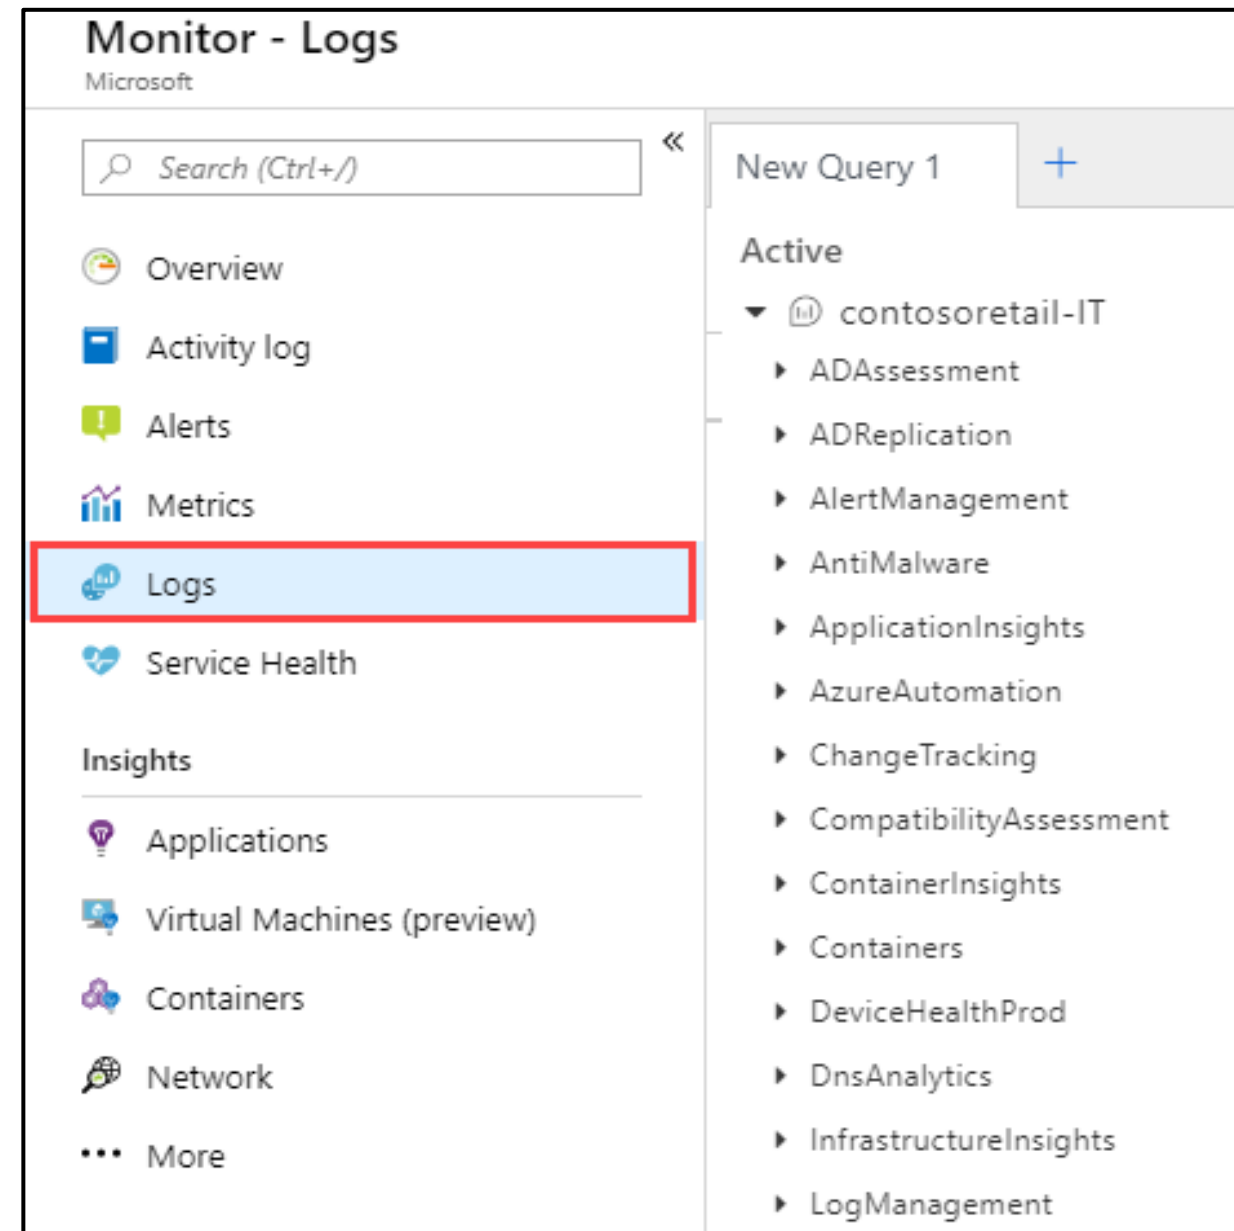 Monitor - Logs
Microsoft
Search (Ctrl+/)
Overview
Activity log
Alerts
Metrics
Logs
Service Health
Insights
Applications
Virtual Machines (preview)
Containers
Network
More
New Query 1
Active
contosoretail-IT
ADAssessment
ADReplication
AlertManagement
AntiMalware
ApplicationInsights
AzureAutomation
ChangeTracking
CompatibilityAssessment
ContainerInsights
Containers
DeviceHealthProd
DnsAnalytics
InfrastructureInsights
LogManagement